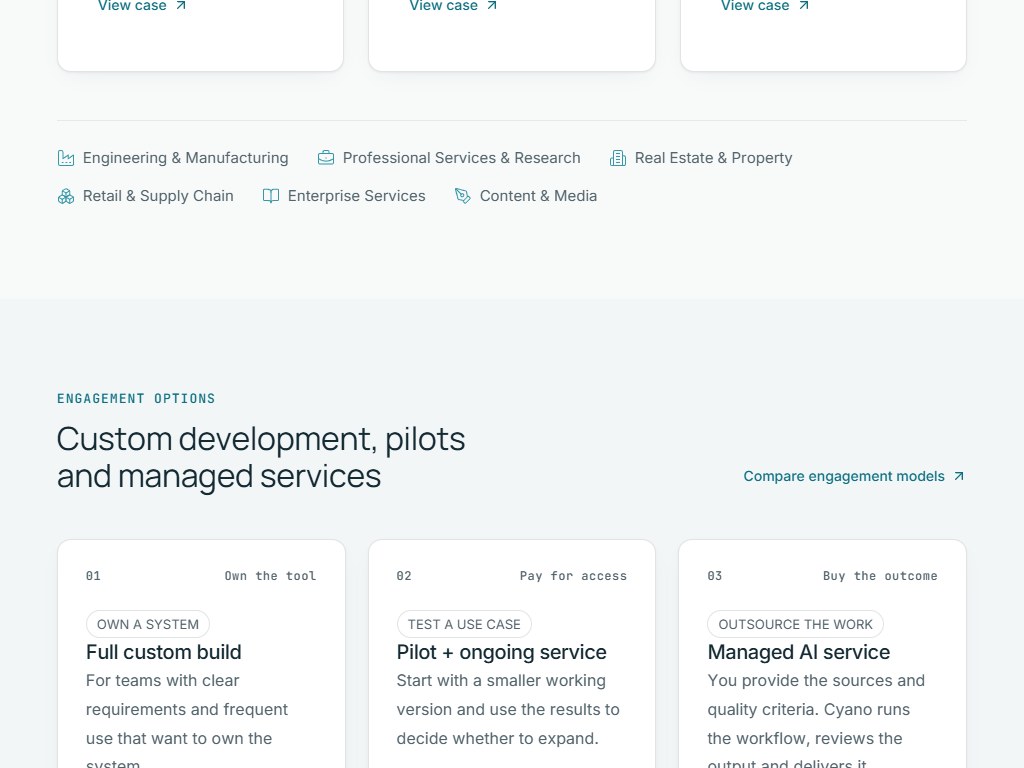 View case
View case
View case
Engineering & Manufacturing
Professional Services & Research
Real Estate & Property
Retail & Supply Chain
Enterprise Services
Content & Media
ENGAGEMENT OPTIONS
Custom development, pilots
and managed services
Compare engagement models
01
Own the tool
OWN A SYSTEM
Full custom build
For teams with clear
requirements and frequent
use that want to own the
system.
02
Pay for access
TEST A USE CASE
Pilot + ongoing service
Start with a smaller working
version and use the results to
decide whether to expand.
03
Buy the outcome
OUTSOURCE THE WORK
Managed AI service
You provide the sources and
quality criteria. Cyano runs
the workflow, reviews the
output and delivers it.